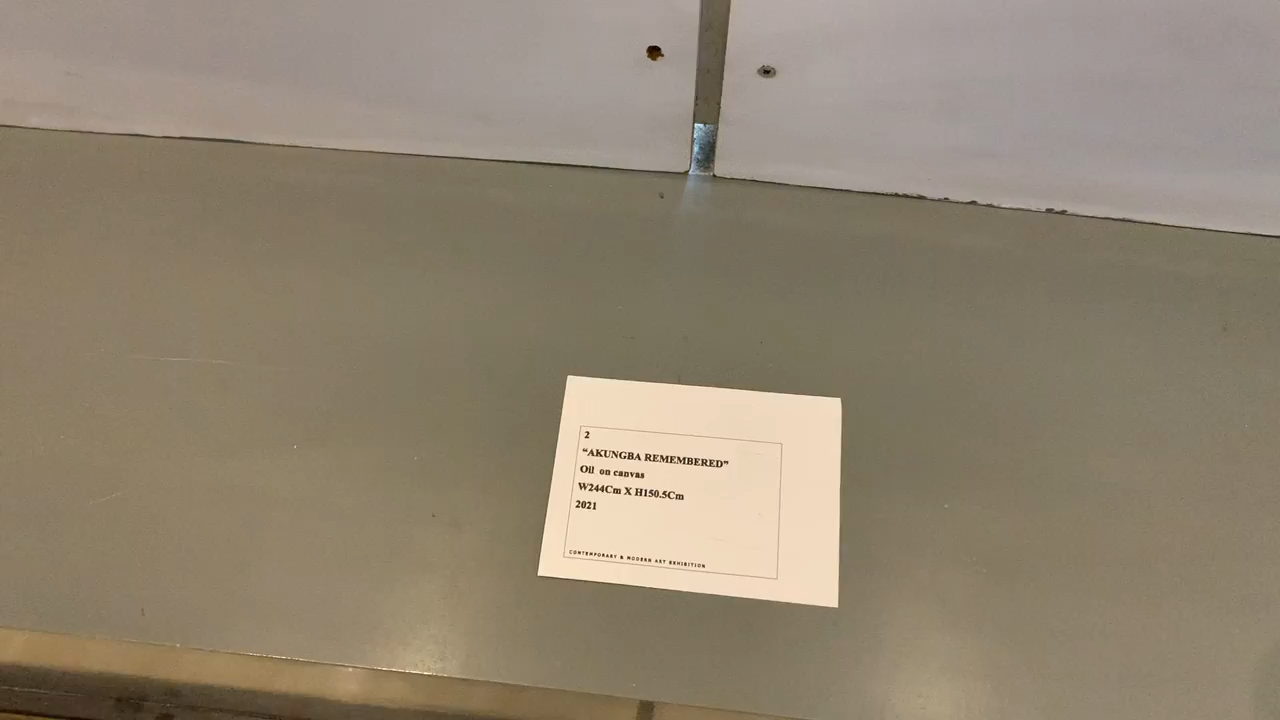 2
“AKUNGBA REMEMBERED”
Oil on canvas
W244Cm X H150.5Cm
2021
CONTEMPORARY & MODERN ART EXHIBITION